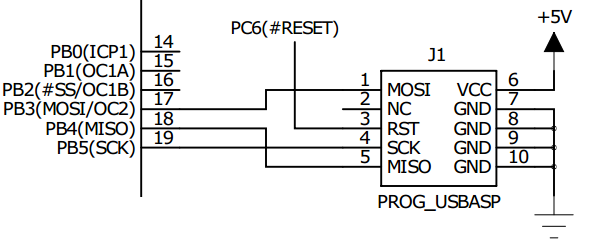 +5V
PC6(#RESET)
14
PB0(ICP1)
J1
15
PB1(OC1A)
16
PB2(#SS/OC1B)
1 MOSI VCC 6
17
PB3(MOSI/OC2)
2 NC GND 7
18
PB4(MISO)
3 RST GND 8
19
PB5(SCK)
4 SCK GND 9
5 MISO GND 10
PROG_USBASP